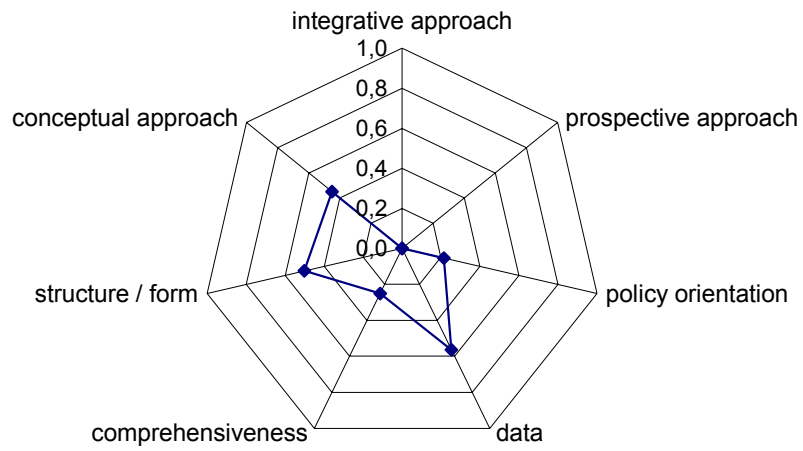 integrative approach
1,0
conceptual approach
prospective approach
0,8
0,6
0,4
0,2
0,0
structure / form
policy orientation
comprehensiveness
data